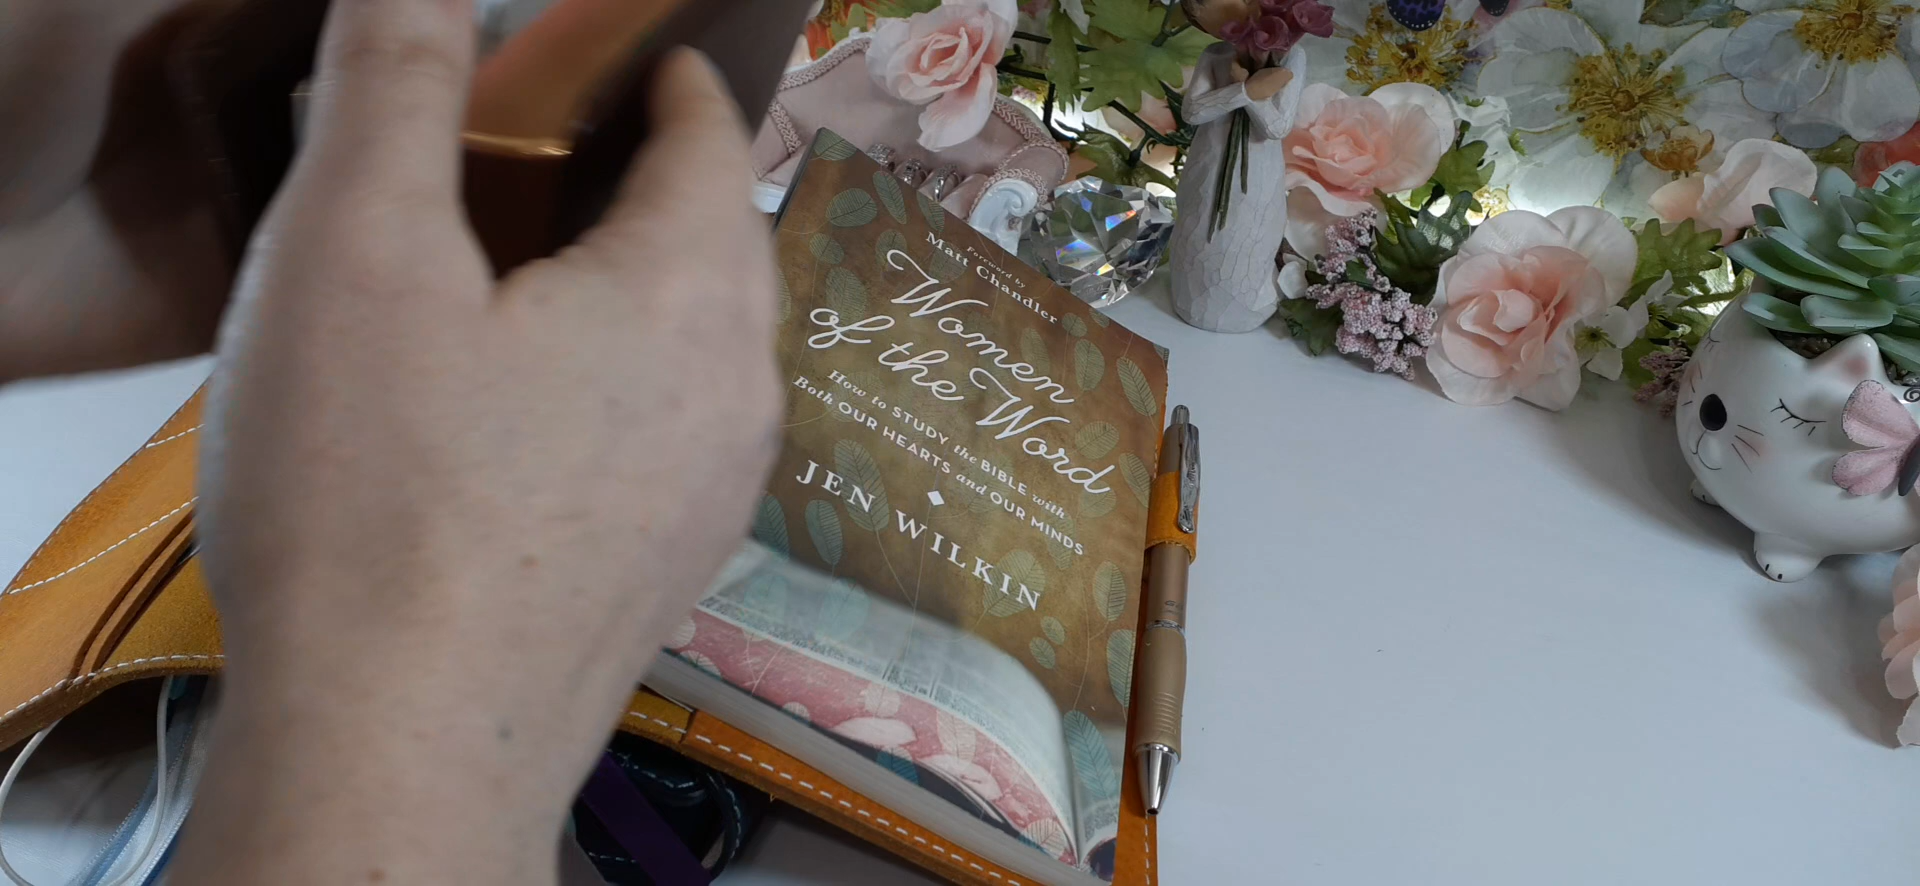 Foreword by
Matt Chandler
Women
of the Word
How to STUDY the BIBLE with
Both OUR HEARTS and OUR MINDS
JEN WILKIN